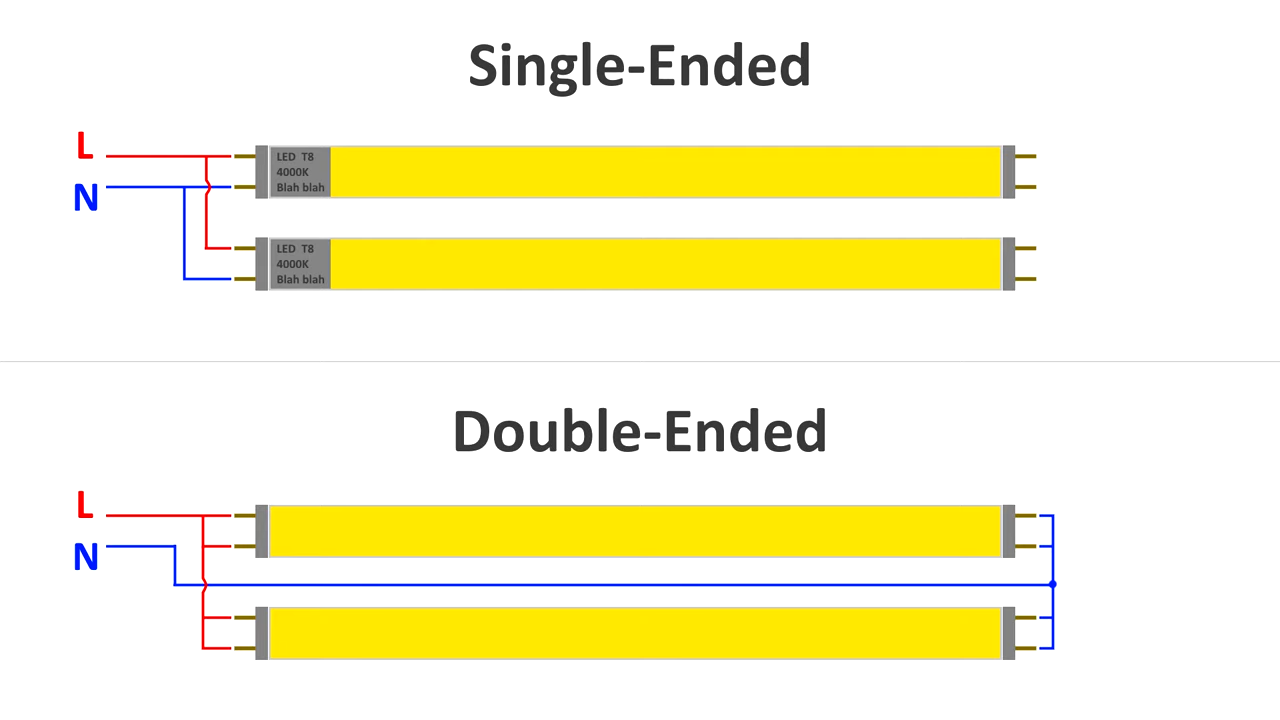 Single-Ended
L
N
LED T8
4000K
Blah blah
LED T8
4000K
Blah blah
Double-Ended
L
N